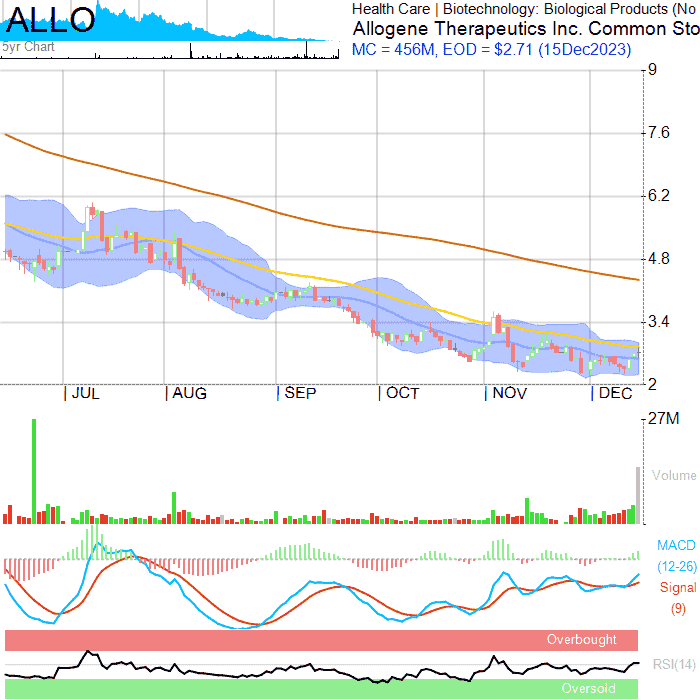 ALLO
5yr Chart
Health Care | Biotechnology: Biological Products (No
Allogene Therapeutics Inc. Common Sto
MC = 456M, EOD = $2.71 (15Dec2023)
9
7.6
6.2
4.8
3.4
2
| JUL | AUG | SEP | OCT | NOV | DEC
27M
Volume
MACD
(12-26)
Signal
(9)
Overbought
RSI(14)
Oversold